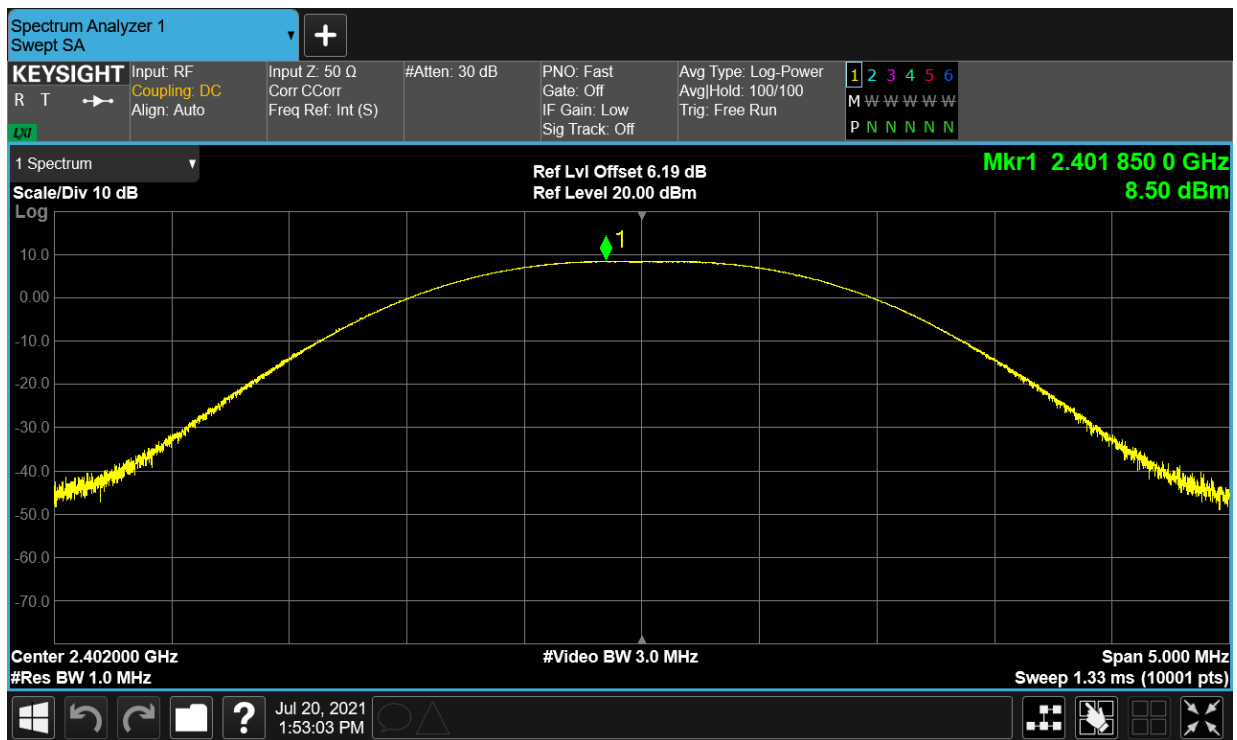 Spectrum Analyzer 1
Swept SA
KEYSIGHT
R T
LXI
Input: RF
Coupling: DC
Align: Auto
Input Z: 50 Ω
Corr CCorr
Freq Ref: Int (S)
#Atten: 30 dB
PNO: Fast
Gate: Off
IF Gain: Low
Sig Track: Off
Avg Type: Log-Power
Avg|Hold: 100/100
Trig: Free Run
1 2 3 4 5 6
M W W W W W
P N N N N N
1 Spectrum
Scale/Div 10 dB
Log
Ref Lvl Offset 6.19 dB
Ref Level 20.00 dBm
Mkr1 2.401 850 0 GHz
8.50 dBm
1
10.0
0.00
-10.0
-20.0
-30.0
-40.0
-50.0
-60.0
-70.0
Center 2.402000 GHz
#Res BW 1.0 MHz
#Video BW 3.0 MHz
Span 5.000 MHz
Sweep 1.33 ms (10001 pts)
?
Jul 20, 2021
1:53:03 PM